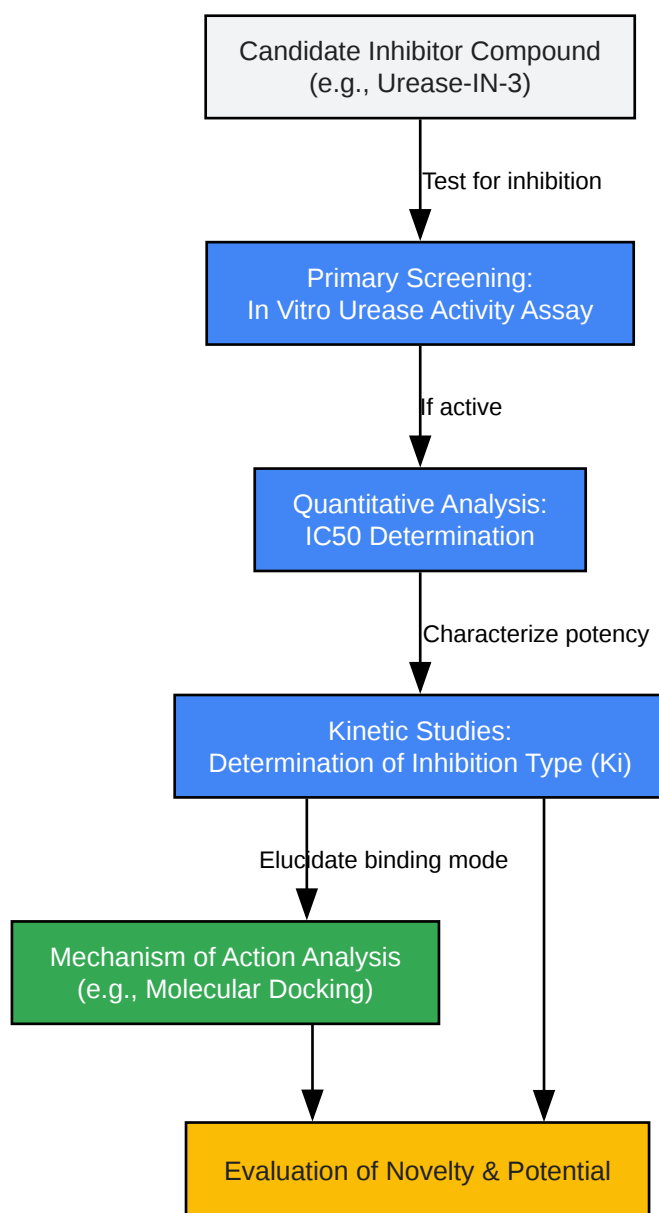 Candidate Inhibitor Compound
(e.g., Urease-IN-3)
Test for inhibition
Primary Screening:
In Vitro Urease Activity Assay
If active
Quantitative Analysis:
IC50 Determination
Characterize potency
Kinetic Studies:
Determination of Inhibition Type (Ki)
Elucidate binding mode
Mechanism of Action Analysis
(e.g., Molecular Docking)
Evaluation of Novelty & Potential